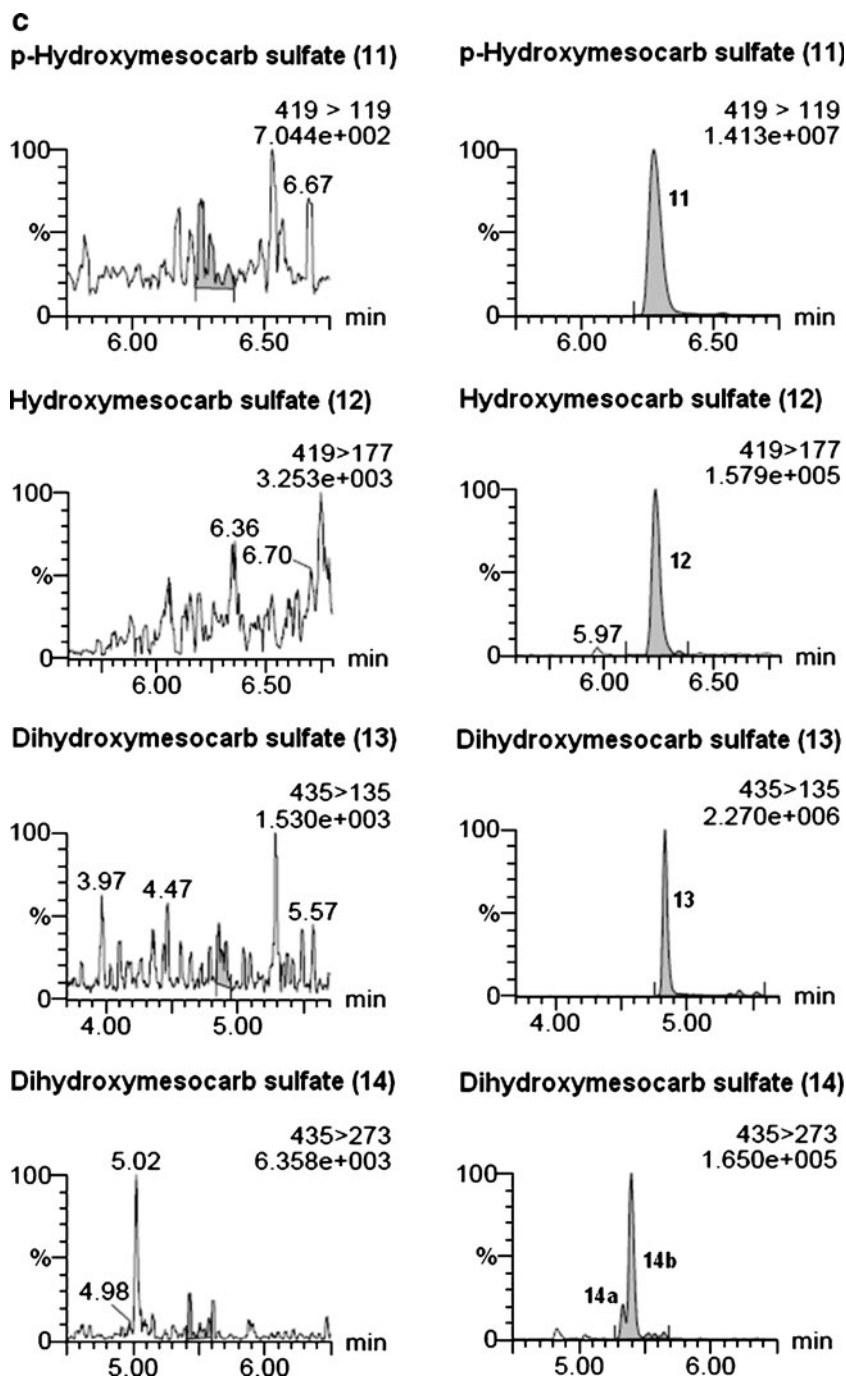 c
p-Hydroxymesocarb sulfate (11)
419 > 119
7.044e+002
100
6.67
%
0
min
6.00 6.50
p-Hydroxymesocarb sulfate (11)
419 > 119
1.413e+007
100
11
%
0
min
6.00 6.50
Hydroxymesocarb sulfate (12)
419>177
3.253e+003
100
6.36
6.70
%
0
min
6.00 6.50
Hydroxymesocarb sulfate (12)
419>177
1.579e+005
100
12
%
5.97
0
min
6.00 6.50
Dihydroxymesocarb sulfate (13)
435>135
1.530e+003
100
3.97 4.47
5.57
%
0
min
4.00 5.00
Dihydroxymesocarb sulfate (13)
435>135
2.270e+006
100
13
%
0
min
4.00 5.00
Dihydroxymesocarb sulfate (14)
435>273
5.02 6.358e+003
100
%
4.98
0
min
5.00 6.00
Dihydroxymesocarb sulfate (14)
435>273
1.650e+005
100
%
14b
14a
0
min
5.00 6.00